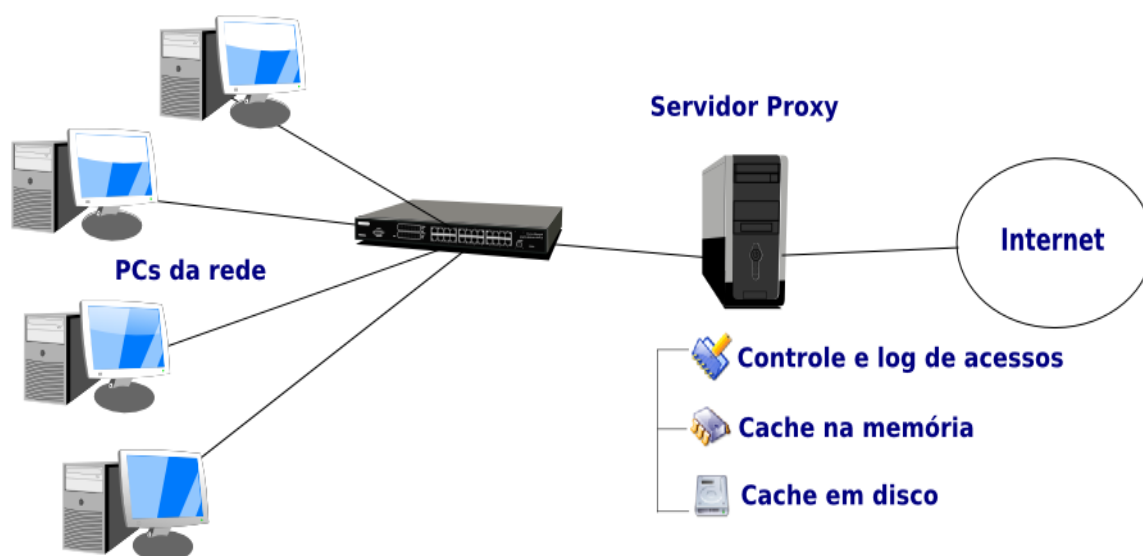 Servidor Proxy
Internet
PCs da rede
Controle e log de acessos
Cache na memória
Cache em disco